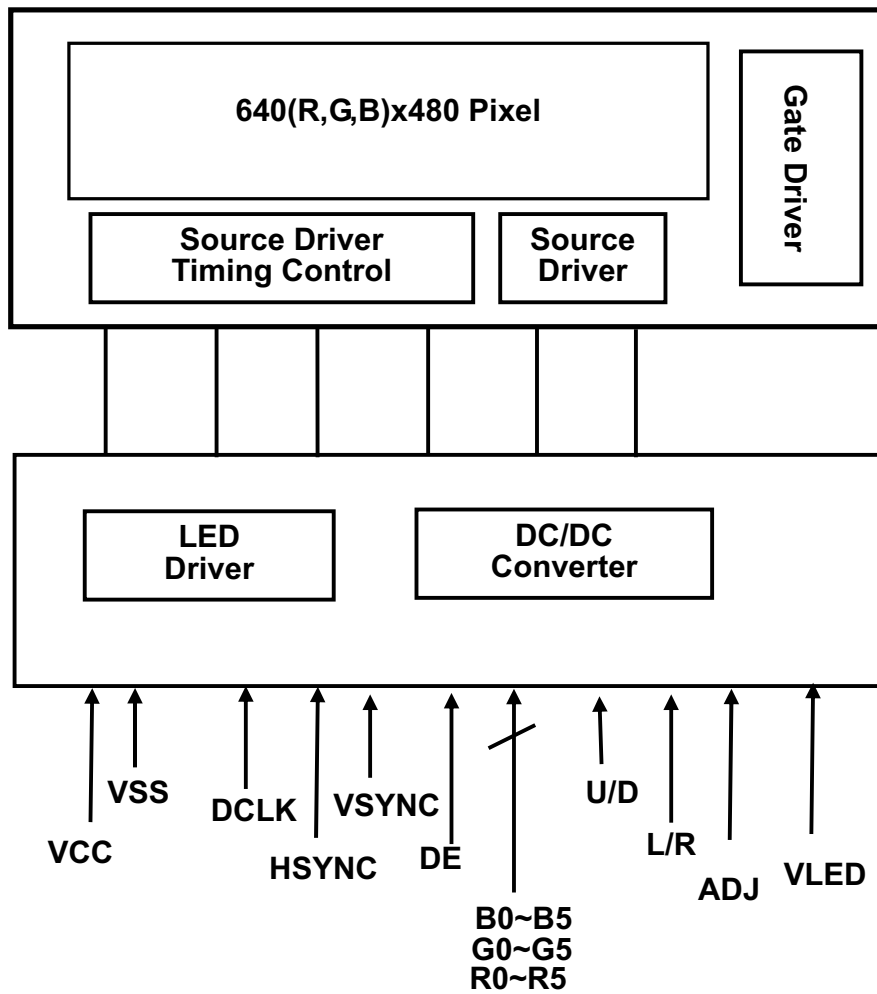 640(R,G,B)x480 Pixel
Gate Driver
Source Driver
Timing Control
Source
Driver
LED
Driver
DC/DC
Converter
VCC
VSS
DCLK
HSYNC
VSYNC
DE
B0~B5
G0~G5
R0~R5
U/D
L/R
ADJ
VLED